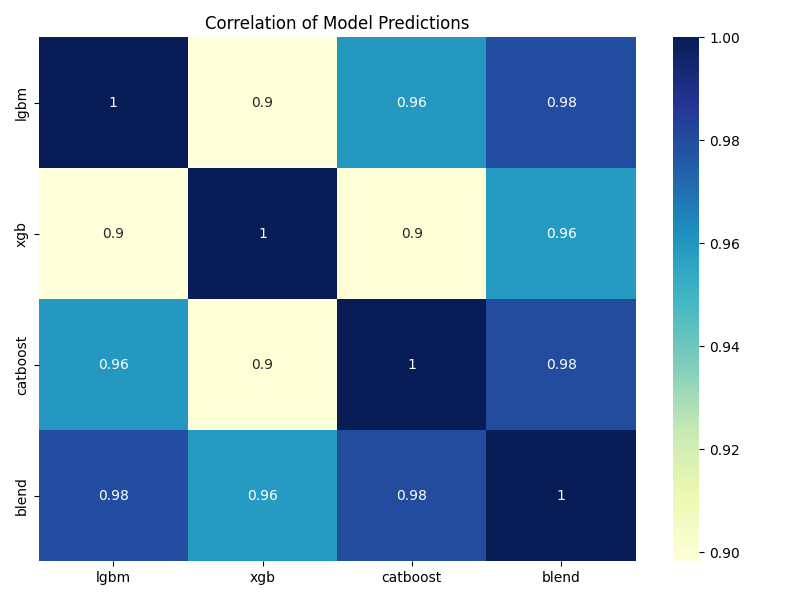 Correlation of Model Predictions
lgbm 1 0.9 0.96 0.98
xgb 0.9 1 0.9 0.96
catboost 0.96 0.9 1 0.98
blend 0.98 0.96 0.98 1
lgbm xgb catboost blend
1.00
0.98
0.96
0.94
0.92
0.90